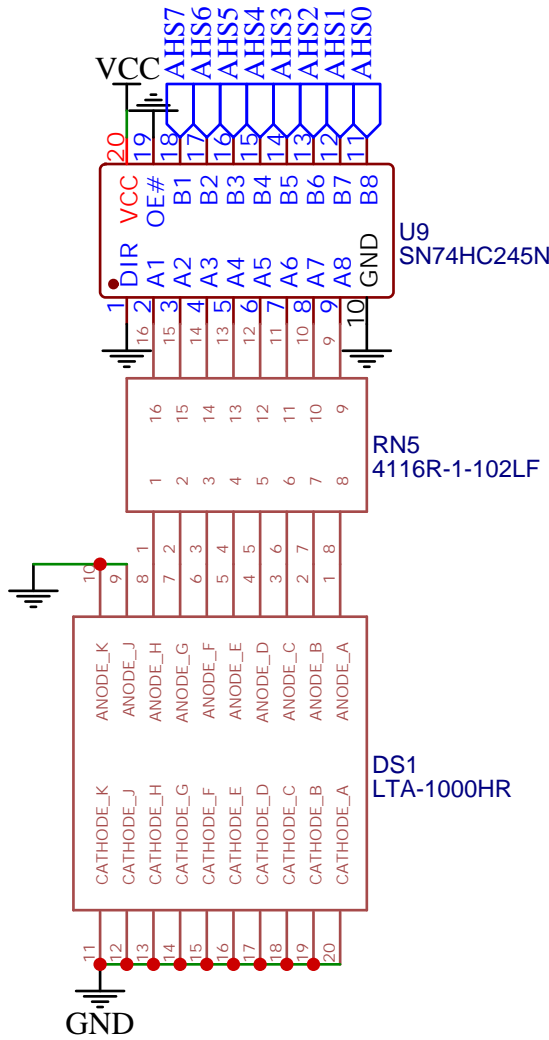 AHS7
AHS6
AHS5
AHS4
AHS3
AHS2
AHS1
AHS0
VCC
20
19
18
17
16
15
14
13
12
11
VCC
OE#
B1
B2
B3
B4
B5
B6
B7
B8
U9
SN74HC245N
DIR
A1
A2
A3
A4
A5
A6
A7
A8
GND
1
2
3
4
5
6
7
8
9
10
16
15
14
13
12
11
10
9
16
15
14
13
12
11
10
9
RN5
4116R-1-102LF
1
2
3
4
5
6
7
8
1
2
3
4
5
6
7
8
10
9
8
7
6
5
4
3
2
1
ANODE_K
ANODE_J
ANODE_H
ANODE_G
ANODE_F
ANODE_E
ANODE_D
ANODE_C
ANODE_B
ANODE_A
DS1
LTA-1000HR
CATHODE_K
CATHODE_J
CATHODE_H
CATHODE_G
CATHODE_F
CATHODE_E
CATHODE_D
CATHODE_C
CATHODE_B
CATHODE_A
11
12
13
14
15
16
17
18
19
20
GND